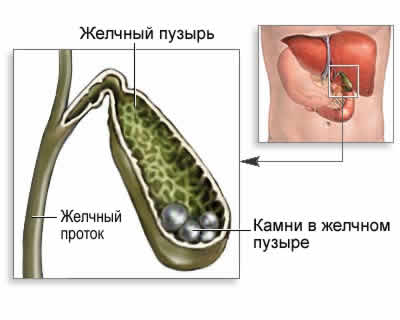 Желчный пузырь
Желчный
проток
Камни в желчном
пузыре